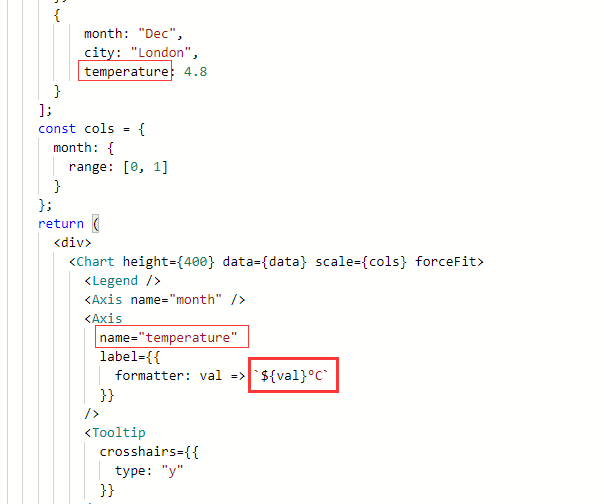 {
month: "Dec",
city: "London",
temperature: 4.8
}
];
const cols = {
month: {
range: [0, 1]
}
};
return (
<div>
<Chart height={400} data={data} scale={cols} forceFit>
<Legend />
<Axis name="month" />
<Axis
name="temperature"
label={{
formatter: val => `${val}°C`
}}
/>
<Tooltip
crosshairs={{
type: "y"
}}